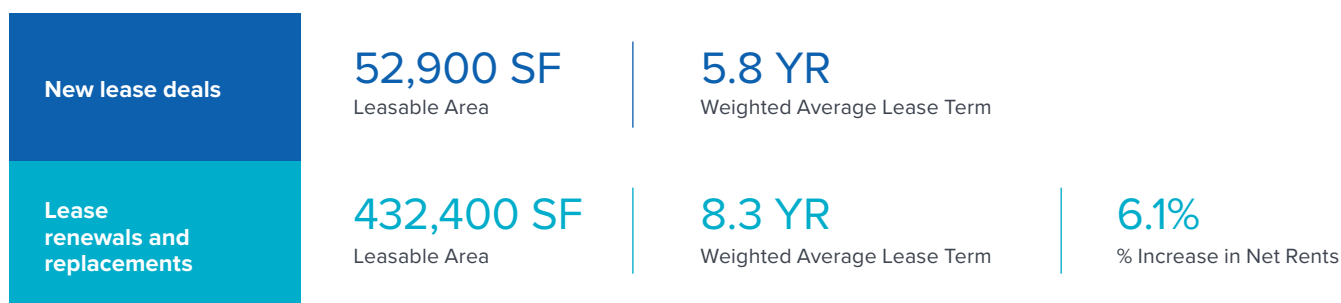 New lease deals
52,900 SF
Leasable Area
5.8 YR
Weighted Average Lease Term
Lease
renewals and
replacements
432,400 SF
Leasable Area
8.3 YR
Weighted Average Lease Term
6.1%
% Increase in Net Rents